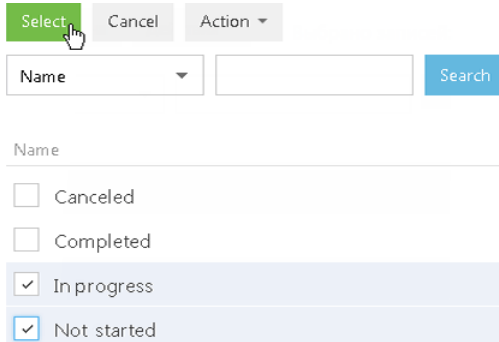 Select Cancel Action
Name Search
Name
Canceled
Completed
In progress
Not started